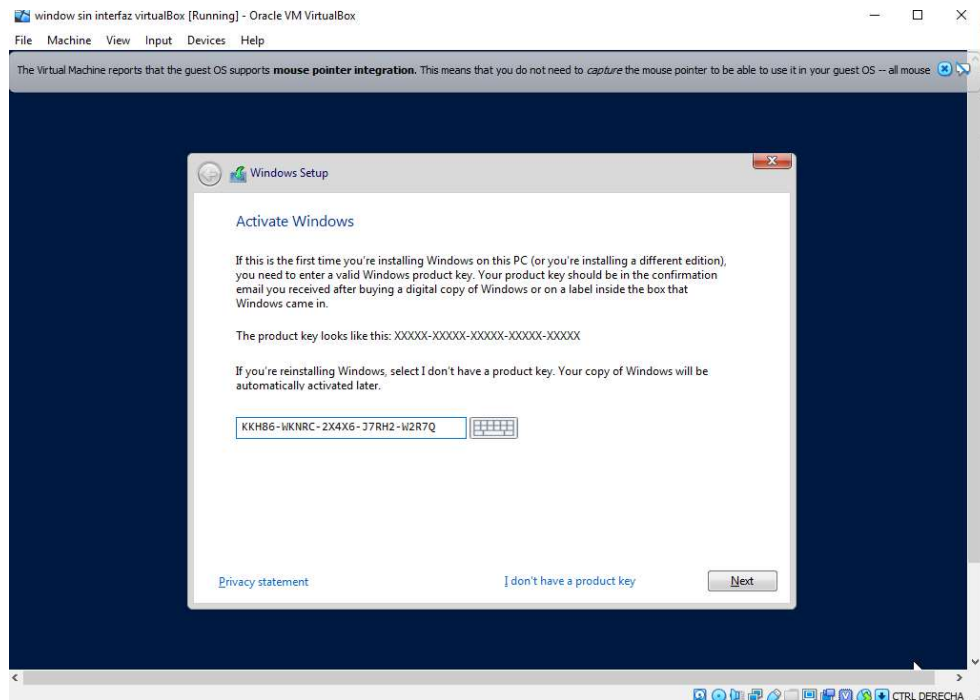 window sin interfaz virtualBox [Running] - Oracle VM VirtualBox
File Machine View Input Devices Help
The Virtual Machine reports that the guest OS supports mouse pointer integration. This means that you do not need to capture the mouse pointer to be able to use it in your guest OS -- all mouse
Windows Setup
Activate Windows
If this is the first time you're installing Windows on this PC (or you're installing a different edition),
you need to enter a valid Windows product key. Your product key should be in the confirmation
email you received after buying a digital copy of Windows or on a label inside the box that
Windows came in.
The product key looks like this: XXXXX-XXXXX-XXXXX-XXXXX-XXXXX
If you're reinstalling Windows, select I don't have a product key. Your copy of Windows will be
automatically activated later.
KKH86-WKNRC-2X4X6-J7RH2-W2R7Q
Privacy statement I don't have a product key Next
CTRL DERECHA